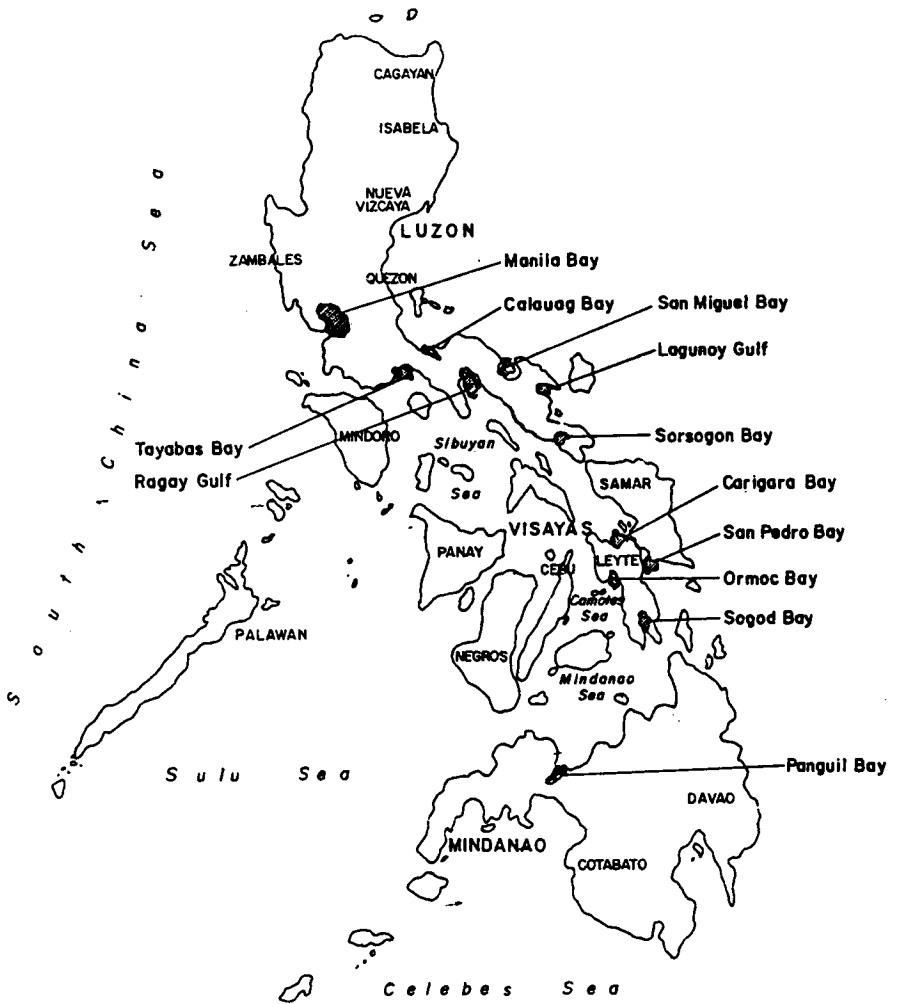 CAGAYAN
ISABELA
NUEVA
VIZCAYA
LUZON
ZAMBALES
QUEZON
Manila Bay
Calauag Bay
San Miguel Bay
Lagunoy Gulf
Tayabas Bay
Ragay Gulf
MINDORO
Sibuyan
Sea
Sorsogon Bay
SAMAR
Carigara Bay
VISAYAS
San Pedro Bay
PANAY
CEBU
LEYTE
Ormoc Bay
Camotes
Sea
Sogod Bay
PALAWAN
NEGROS
Mindanao
Sea
South China Sea
Sulu Sea
Panguil Bay
DAVAO
MINDANAO
COTABATO
Celebes Sea